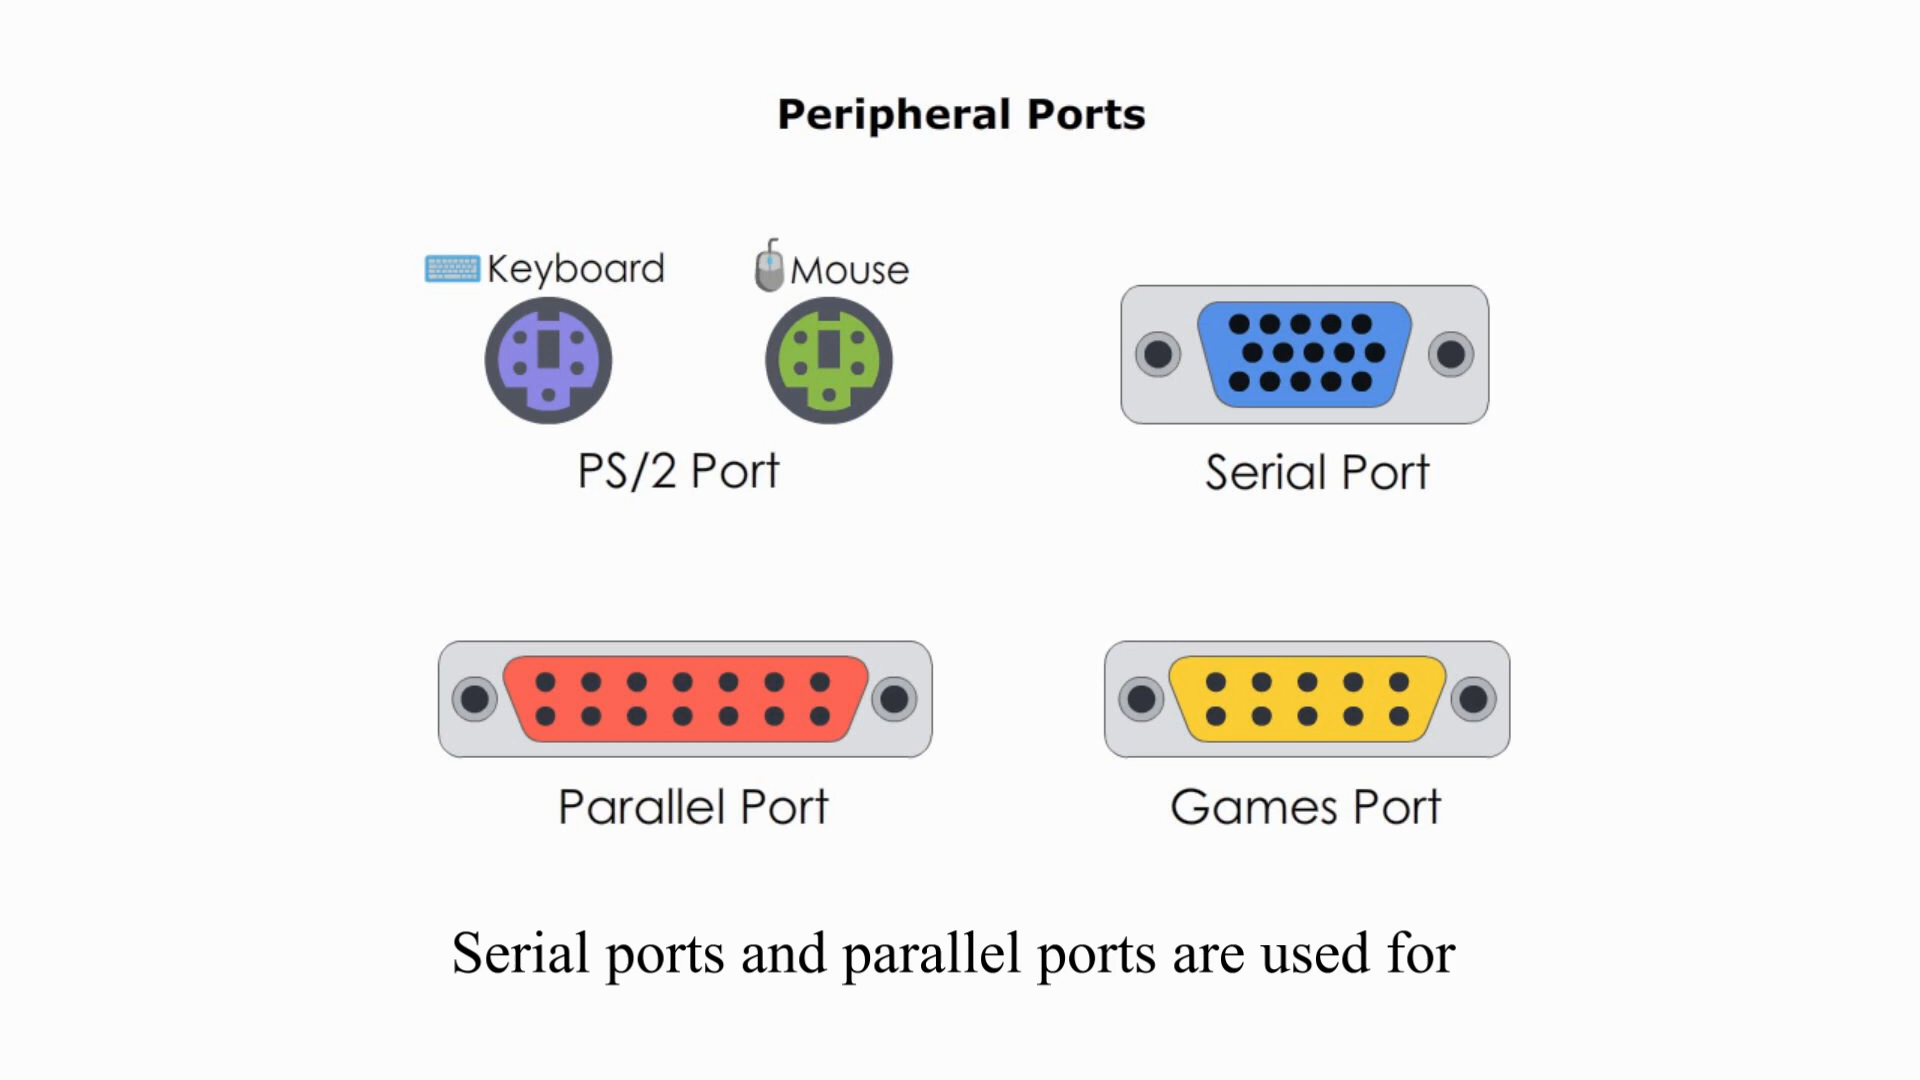 Peripheral Ports
Keyboard
Mouse
PS/2 Port
Serial Port
Parallel Port
Games Port
Serial ports and parallel ports are used for